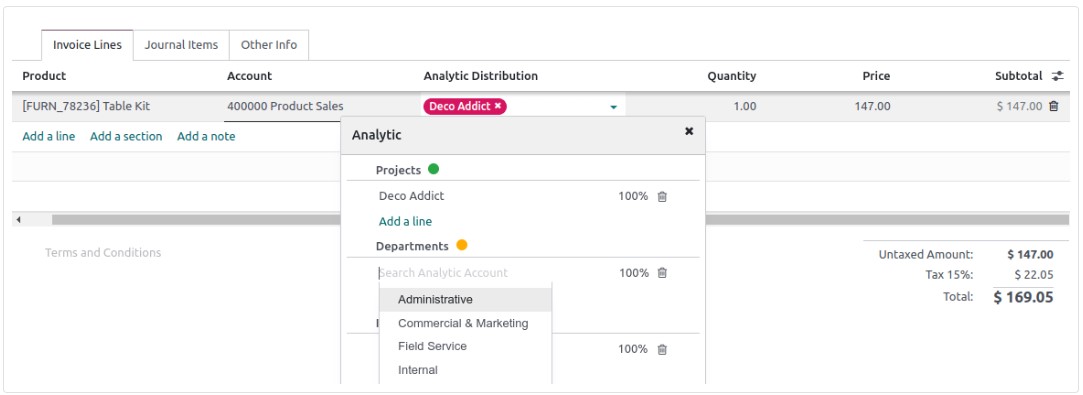 Invoice Lines Journal Items Other Info
Product Account Analytic Distribution Quantity Price Subtotal
[FURN_78236] Table Kit 400000 Product Sales Deco Addict × 1.00 147.00 $ 147.00
Add a line Add a section Add a note
Analytic ×
Projects
Deco Addict 100%
Add a line
Departments
Search Analytic Account 100%
Administrative
Commercial & Marketing
Field Service
100%
Internal
Terms and Conditions
Untaxed Amount: $ 147.00
Tax 15%: $ 22.05
Total: $ 169.05